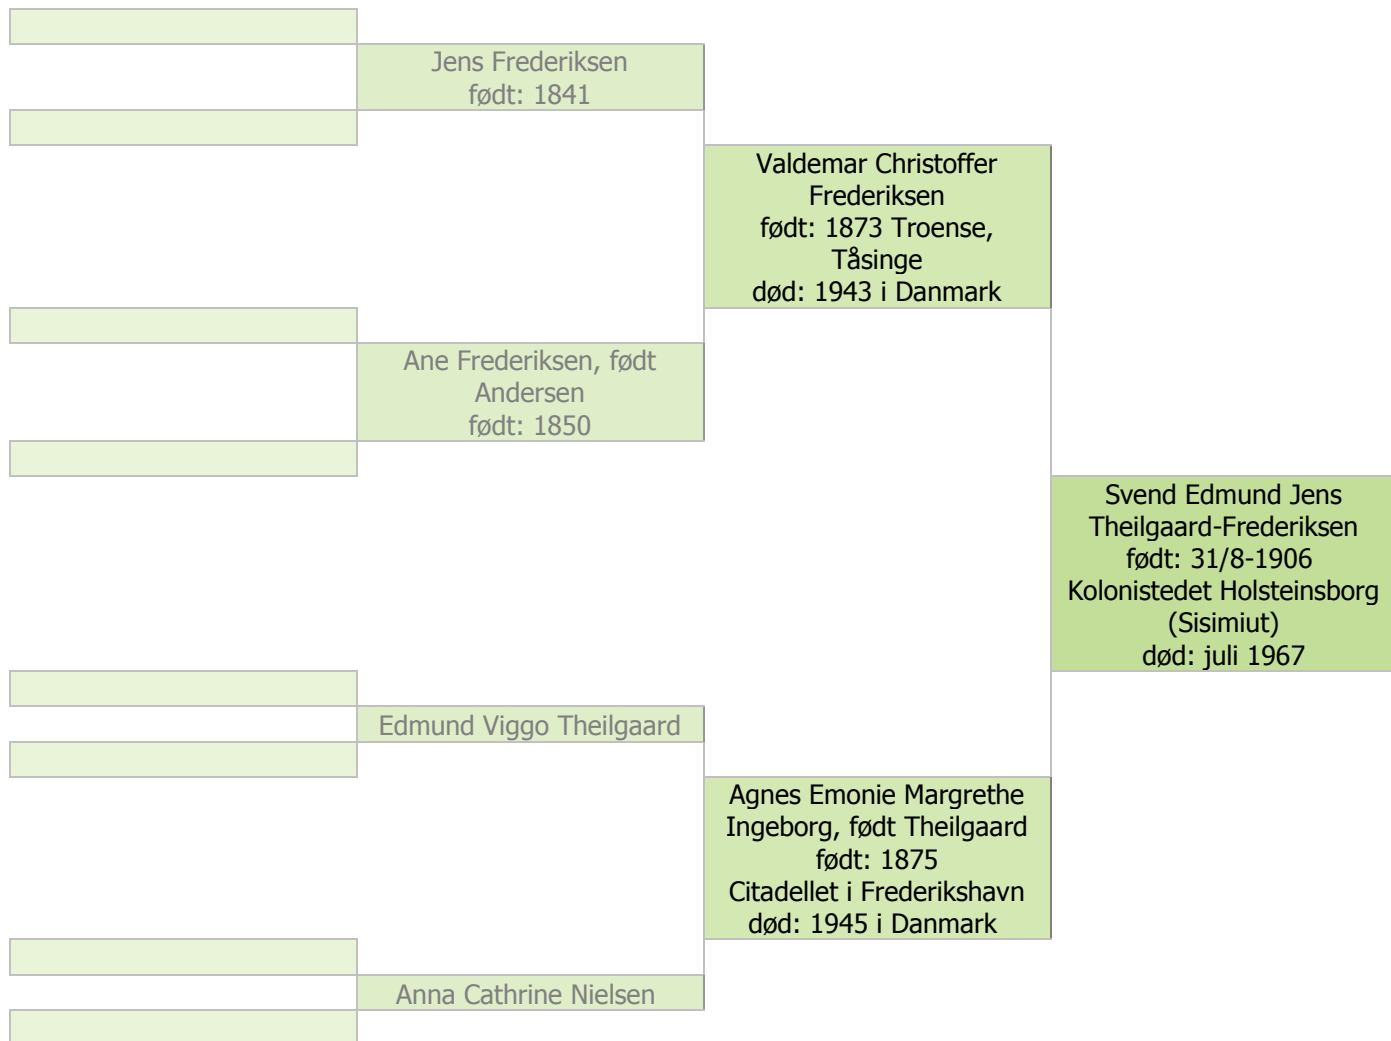 Jens Frederiksen
født: 1841
Valdemar Christoffer
Frederiksen
født: 1873 Troense,
Tåsinge
død: 1943 i Danmark
Ane Frederiksen, født
Andersen
født: 1850
Svend Edmund Jens
Theilgaard-Frederiksen
født: 31/8-1906
Kolonistedet Holsteinsborg
(Sisimiut)
død: juli 1967
Edmund Viggo Theilgaard
Agnes Emonie Margrethe
Ingeborg, født Theilgaard
født: 1875
Citadellet i Frederikshavn
død: 1945 i Danmark
Anna Cathrine Nielsen